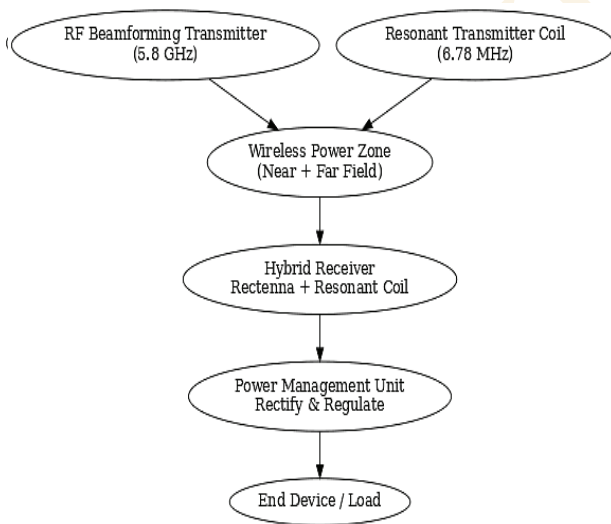 RF Beamforming Transmitter
(5.8 GHz)
Resonant Transmitter Coil
(6.78 MHz)
Wireless Power Zone
(Near + Far Field)
Hybrid Receiver
Rectenna + Resonant Coil
Power Management Unit
Rectify & Regulate
End Device / Load